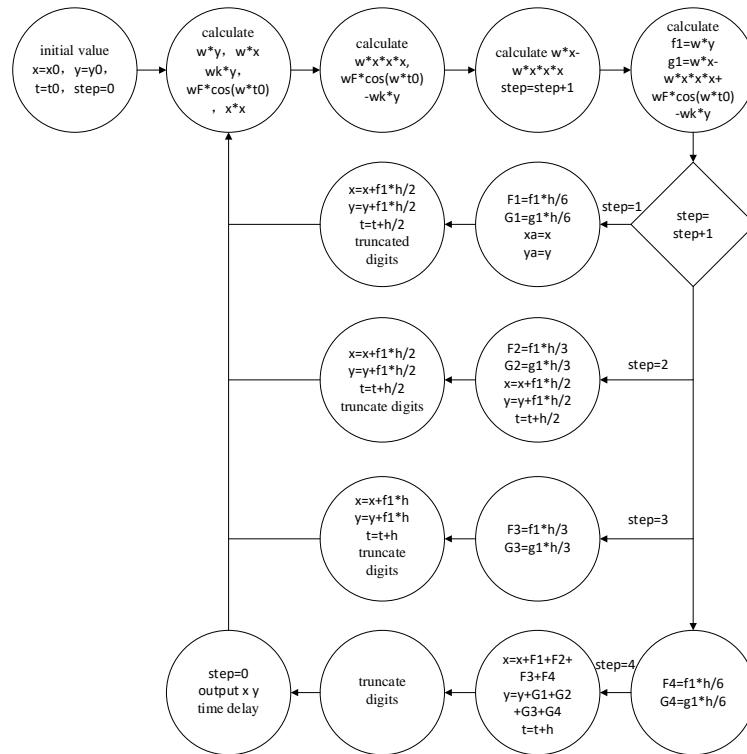 initial value
x=x0，y=y0，
t=t0，step=0
calculate
w*y，w*x
wk*y，
wF*cos(w*t0)
，x*x
calculate
w*x*x*x,
wF*cos(w*t0)
-wk*y
calculate w*x-
w*x*x*x
step=step+1
calculate
f1=w*y
g1=w*x-
w*x*x*x+
wF*cos(w*t0)
-wk*y
x=x+f1*h/2
y=y+f1*h/2
t=t+h/2
truncated
digits
F1=f1*h/6
G1=g1*h/6
xa=x
ya=y
step=1
step=
step+1
x=x+f1*h/2
y=y+f1*h/2
t=t+h/2
truncate digits
F2=f1*h/3
G2=g1*h/3
x=x+f1*h/2
y=y+f1*h/2
t=t+h/2
step=2
x=x+f1*h
y=y+f1*h
t=t+h
truncate
digits
F3=f1*h/3
G3=g1*h/3
step=3
step=0
output x y
time delay
truncate
digits
x=x+F1+F2+
F3+F4
y=y+G1+G2
+G3+G4
t=t+h
step=4
F4=f1*h/6
G4=g1*h/6